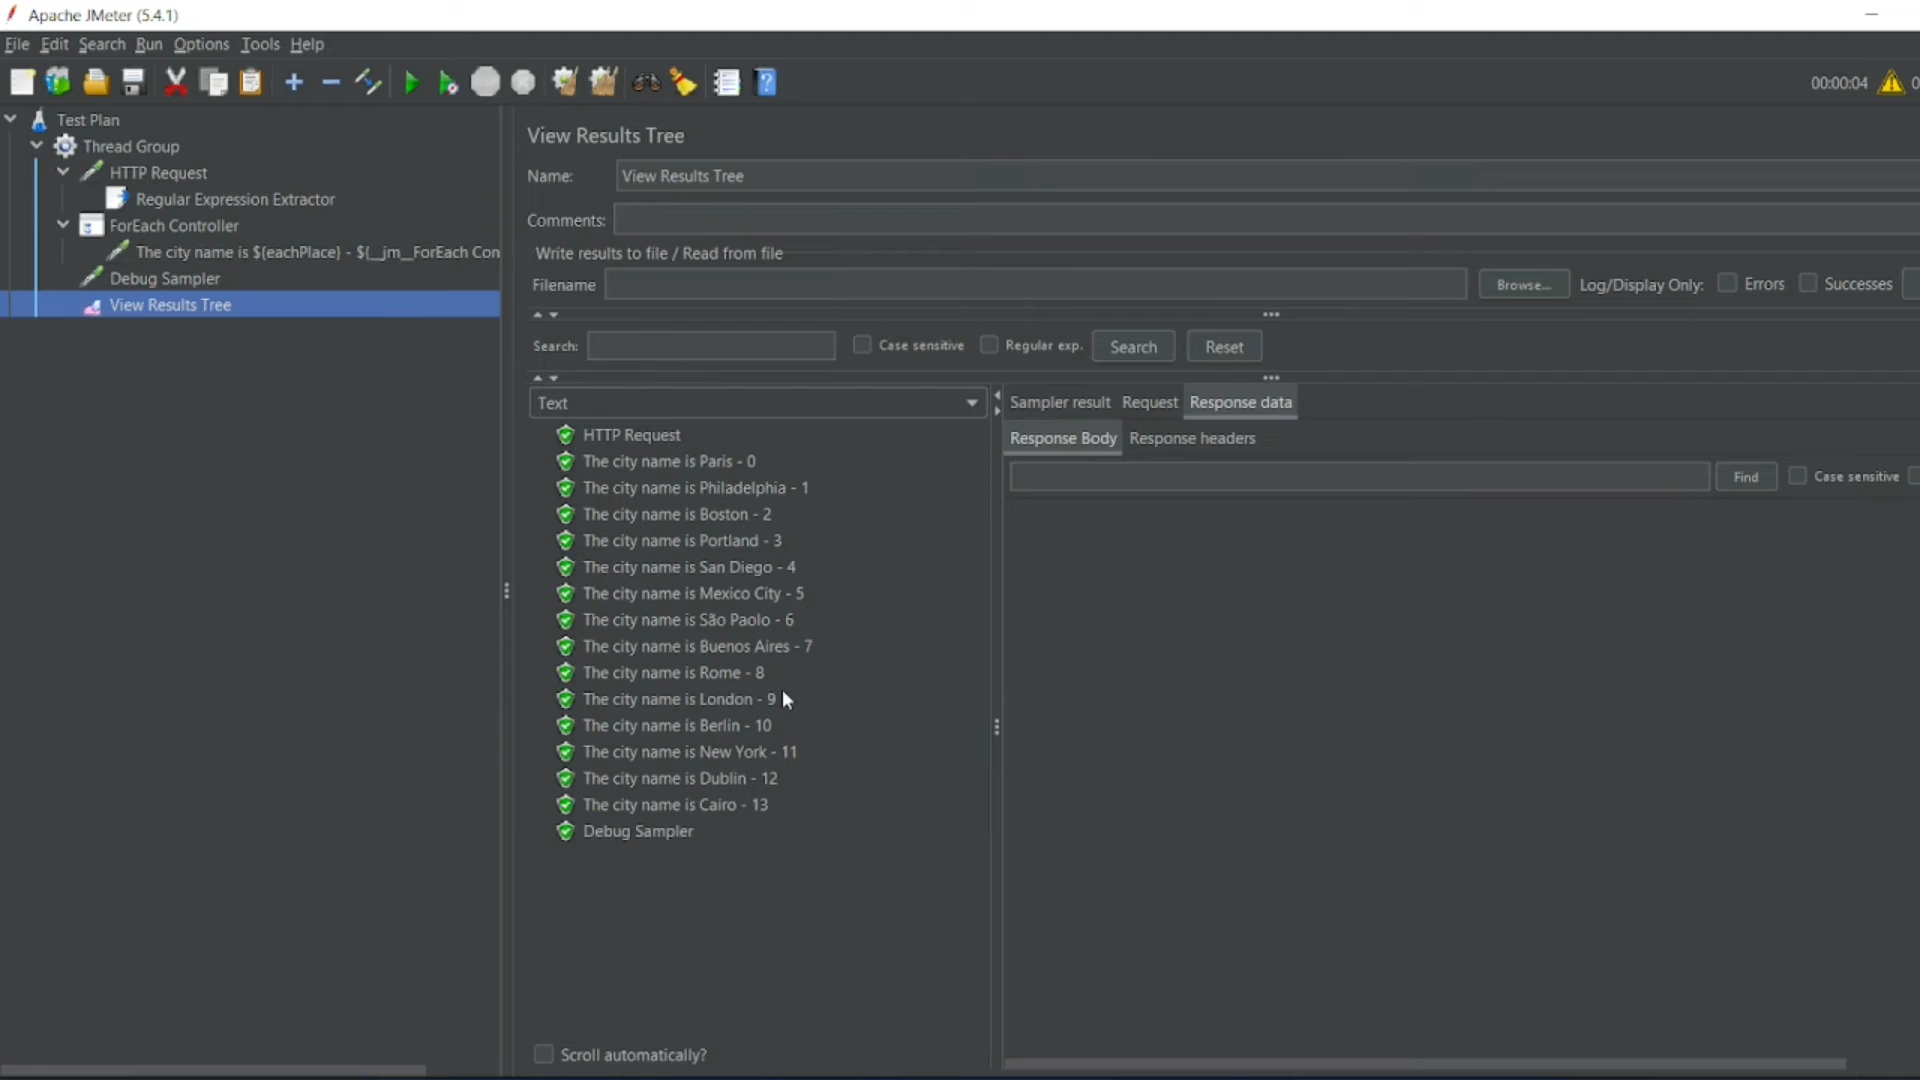 Apache JMeter (5.4.1)
File Edit Search Run Options Tools Help
00:00:04
Test Plan
Thread Group
HTTP Request
Regular Expression Extractor
ForEach Controller
The city name is ${eachPlace} - ${__jm__ForEach Con
Debug Sampler
View Results Tree
View Results Tree
Name: View Results Tree
Comments:
Write results to file / Read from file
Filename Browse... Log/Display Only: Errors Successes
Search: Case sensitive Regular exp. Search Reset
Text
HTTP Request
The city name is Paris - 0
The city name is Philadelphia - 1
The city name is Boston - 2
The city name is Portland - 3
The city name is San Diego - 4
The city name is Mexico City - 5
The city name is São Paolo - 6
The city name is Buenos Aires - 7
The city name is Rome - 8
The city name is London - 9
The city name is Berlin - 10
The city name is New York - 11
The city name is Dublin - 12
The city name is Cairo - 13
Debug Sampler
Scroll automatically?
Sampler result Request Response data
Response Body Response headers
Find Case sensitive